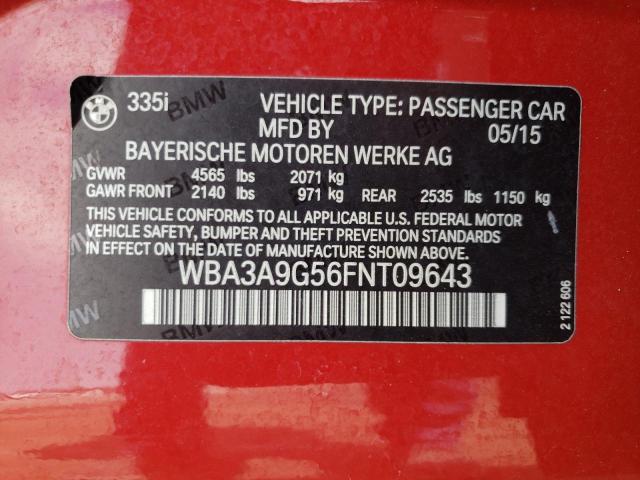 335i VEHICLE TYPE: PASSENGER CAR
MFD BY 05/15
BAYERISCHE MOTOREN WERKE AG
GVWR 4565 lbs 2071 kg
GAWR FRONT 2140 lbs 971 kg REAR 2535 lbs 1150 kg
THIS VEHICLE CONFORMS TO ALL APPLICABLE U.S. FEDERAL MOTOR
VEHICLE SAFETY, BUMPER AND THEFT PREVENTION STANDARDS
IN EFFECT ON THE DATE OF MANUFACTURE SHOWN ABOVE.
WBA3A9G56FNT09643
2 122 606
BMW
BMW
BMW